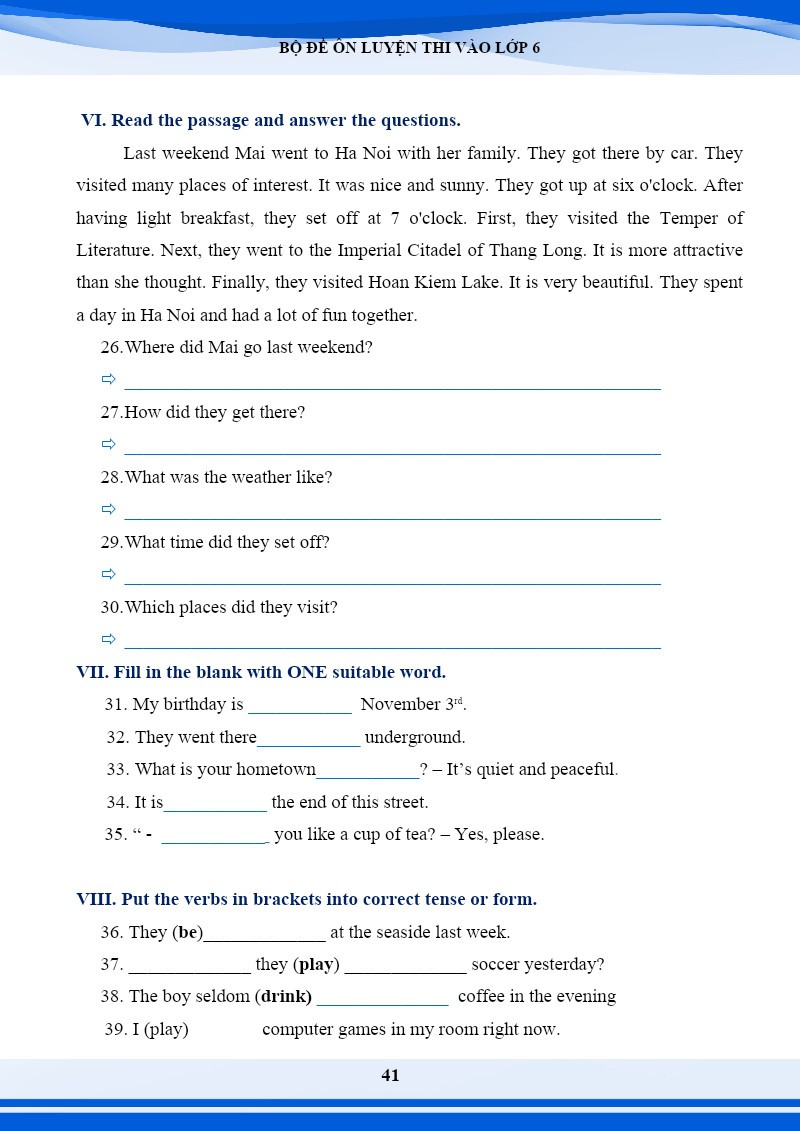 BỘ ĐỀ ÔN LUYỆN THI VÀO LỚP 6
VI. Read the passage and answer the questions.
Last weekend Mai went to Ha Noi with her family. They got there by car. They
visited many places of interest. It was nice and sunny. They got up at six o'clock. After
having light breakfast, they set off at 7 o'clock. First, they visited the Temper of
Literature. Next, they went to the Imperial Citadel of Thang Long. It is more attractive
than she thought. Finally, they visited Hoan Kiem Lake. It is very beautiful. They spent
a day in Ha Noi and had a lot of fun together.
26.Where did Mai go last weekend?
⇨ ____________________
27.How did they get there?
⇨ ____________________
28.What was the weather like?
⇨ ____________________
29.What time did they set off?
⇨ ____________________
30.Which places did they visit?
⇨ ____________________
VII. Fill in the blank with ONE suitable word.
31. My birthday is ___________ November 3rd.
32. They went there___________ underground.
33. What is your hometown___________? – It’s quiet and peaceful.
34. It is___________ the end of this street.
35. “ - ___________ you like a cup of tea? – Yes, please.
VIII. Put the verbs in brackets into correct tense or form.
36. They (be)_____________ at the seaside last week.
37. _____________ they (play) _____________ soccer yesterday?
38. The boy seldom (drink) ______________ coffee in the evening
39. I (play) computer games in my room right now.
41